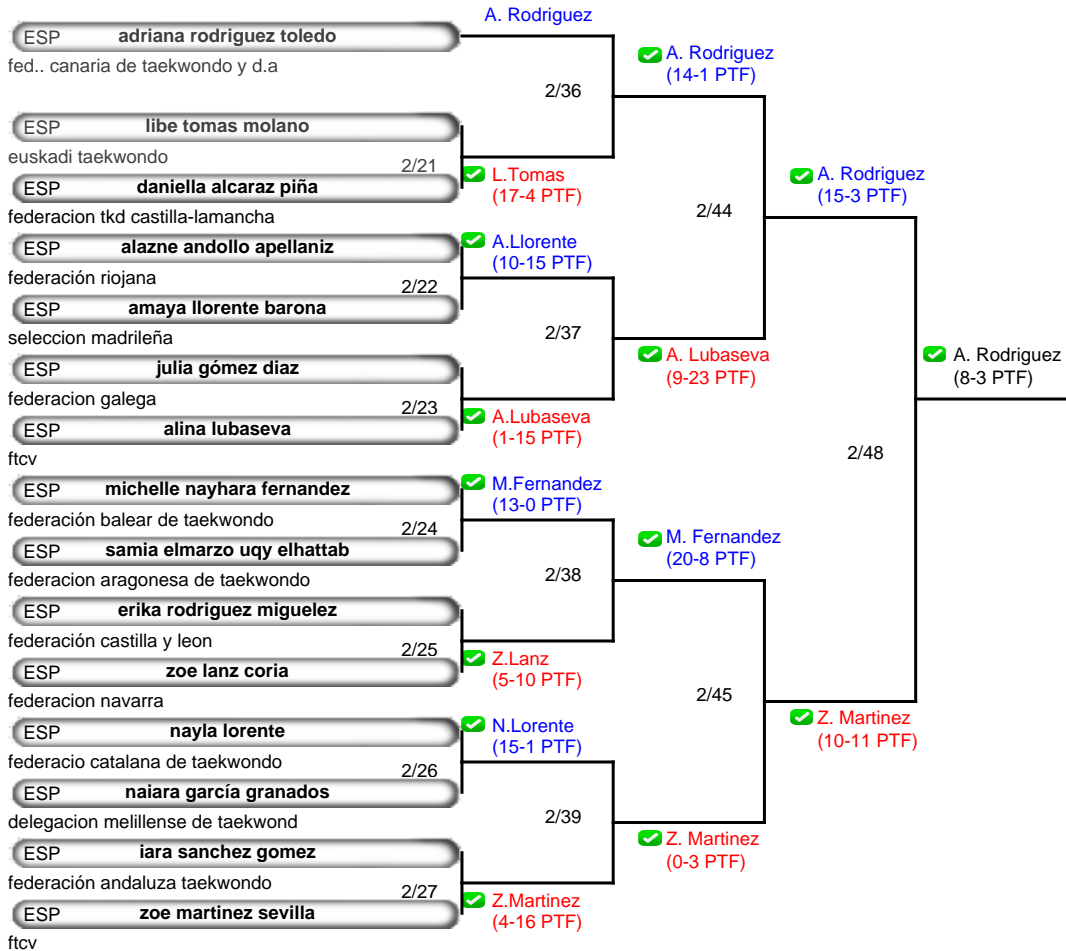 A. Rodriguez
ESP adriana rodriguez toledo
fed.. canaria de taekwondo y d.a
A. Rodriguez
(14-1 PTF)
2/36
ESP libe tomas molano
euskadi taekwondo
2/21
L.Tomas
(17-4 PTF)
ESP daniella alcaraz piña
federacion tkd castilla-lamancha
A. Rodriguez
(15-3 PTF)
2/44
ESP alazne andollo apellaniz
A.Llorente
(10-15 PTF)
federación riojana
2/22
ESP amaya llorente barona
seleccion madrileña
2/37
A. Lubaseva
(9-23 PTF)
A. Rodriguez
(8-3 PTF)
ESP julia gómez diaz
federacion galega
2/23
A.Lubaseva
(1-15 PTF)
ESP alina lubaseva
ftcv
2/48
ESP michelle nayhara fernandez
M.Fernandez
(13-0 PTF)
federación balear de taekwondo
2/24
ESP samia elmarzo uqy elhattab
M. Fernandez
(20-8 PTF)
federacion aragonesa de taekwondo
2/38
ESP erika rodriguez miguelez
federación castilla y leon
2/25
Z.Lanz
(5-10 PTF)
ESP zoe lanz coria
federacion navarra
2/45
Z. Martinez
(10-11 PTF)
ESP nayla lorente
N.Lorente
(15-1 PTF)
federacio catalana de taekwondo
2/26
ESP naiara garcía granados
delegacion melillense de taekwond
2/39
Z. Martinez
(0-3 PTF)
ESP iara sanchez gomez
federación andaluza taekwondo
2/27
Z.Martinez
(4-16 PTF)
ESP zoe martinez sevilla
ftcv